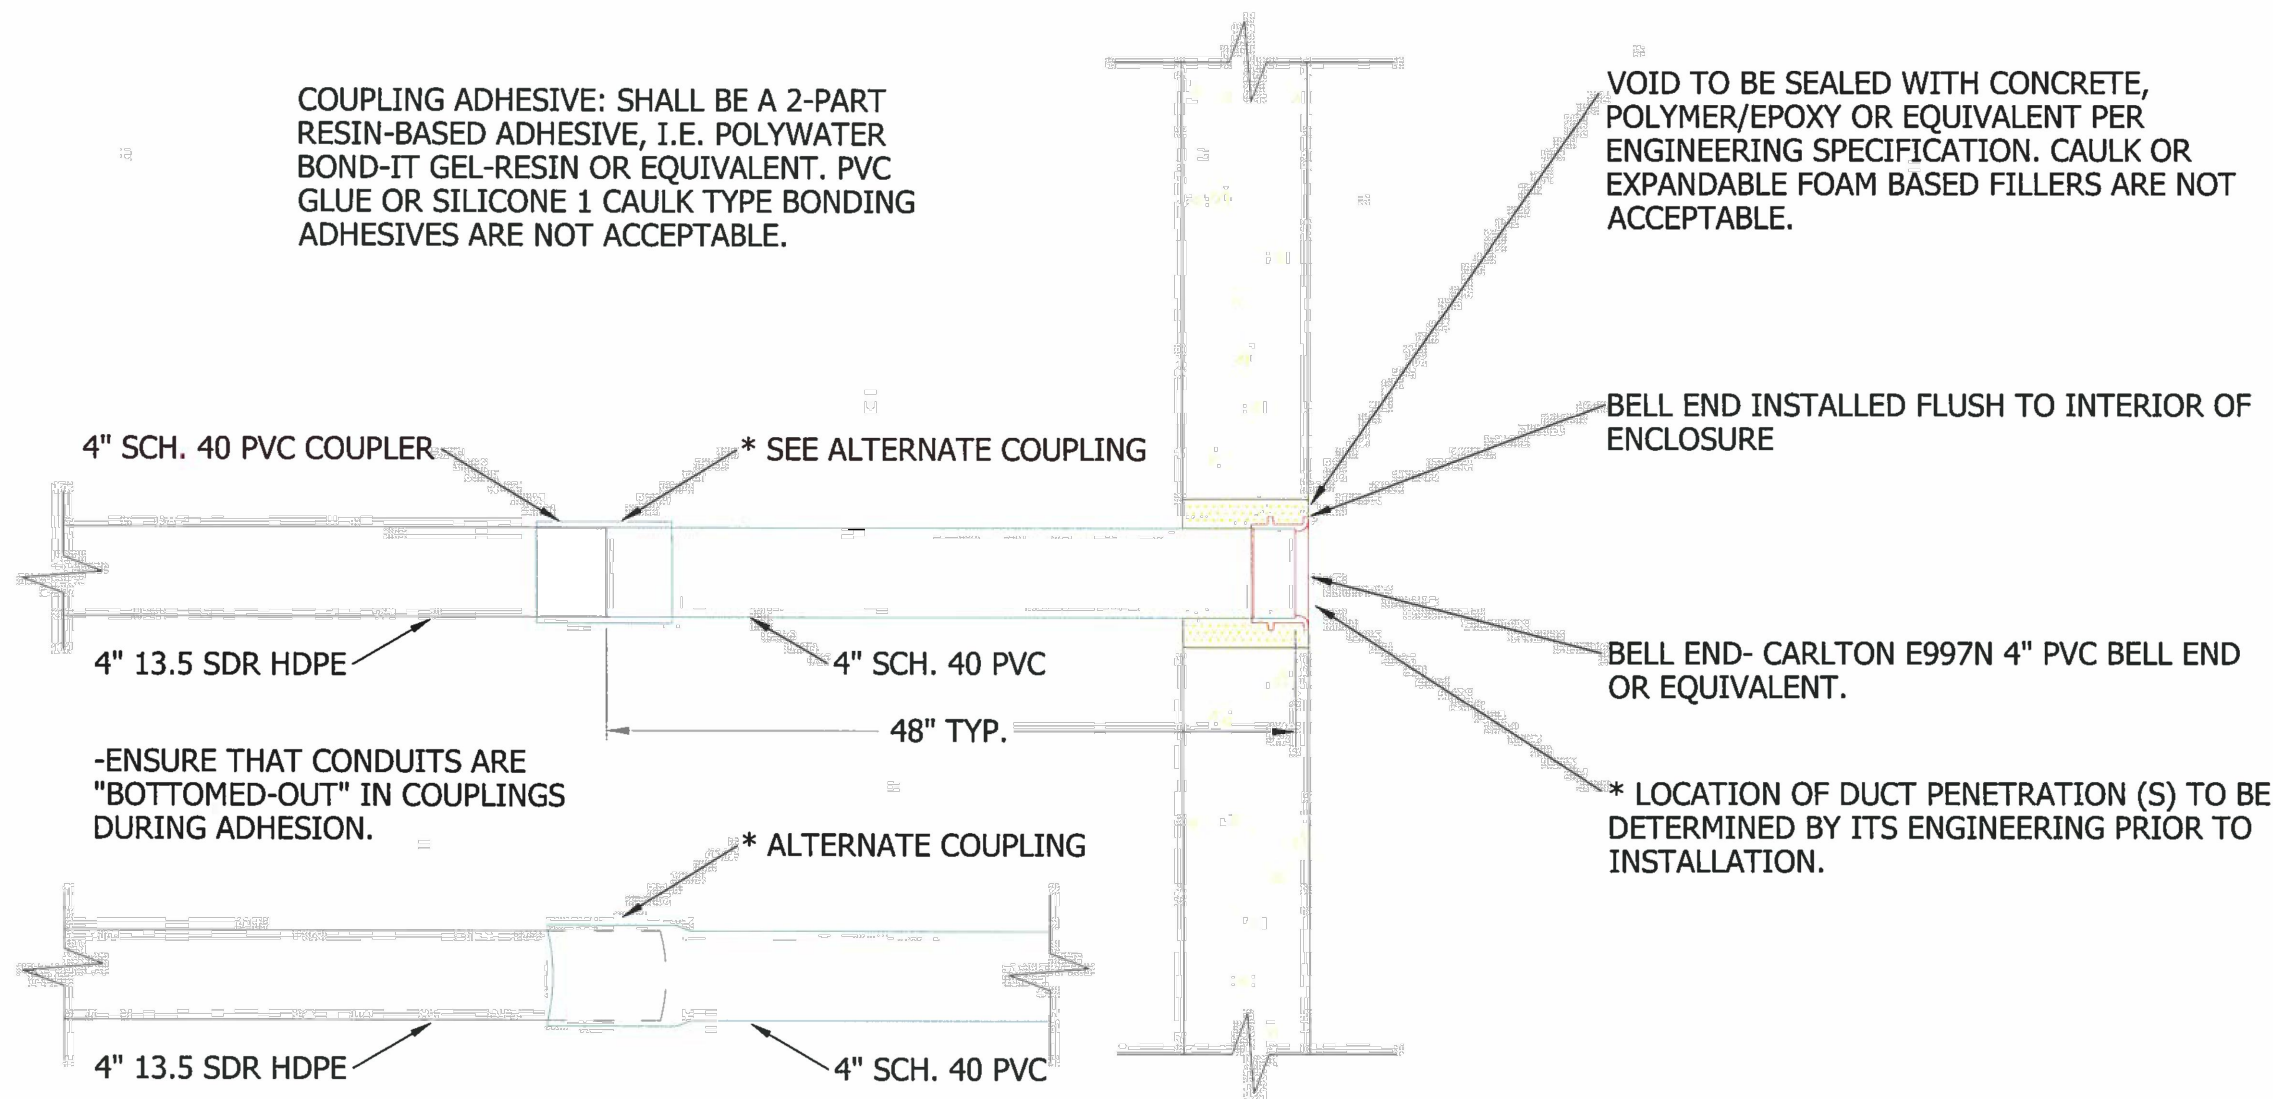 COUPLING ADHESIVE: SHALL BE A 2-PART
RESIN-BASED ADHESIVE, I.E. POLYWATER
BOND-IT GEL-RESIN OR EQUIVALENT. PVC
GLUE OR SILICONE 1 CAULK TYPE BONDING
ADHESIVES ARE NOT ACCEPTABLE.
VOID TO BE SEALED WITH CONCRETE,
POLYMER/EPOXY OR EQUIVALENT PER
ENGINEERING SPECIFICATION. CAULK OR
EXPANDABLE FOAM BASED FILLERS ARE NOT
ACCEPTABLE.
BELL END INSTALLED FLUSH TO INTERIOR OF
ENCLOSURE
4" SCH. 40 PVC COUPLER
* SEE ALTERNATE COUPLING
4" 13.5 SDR HDPE
4" SCH. 40 PVC
BELL END- CARLTON E997N 4" PVC BELL END
OR EQUIVALENT.
48" TYP.
-ENSURE THAT CONDUITS ARE
"BOTTOMED-OUT" IN COUPLINGS
DURING ADHESION.
* LOCATION OF DUCT PENETRATION (S) TO BE
DETERMINED BY ITS ENGINEERING PRIOR TO
INSTALLATION.
* ALTERNATE COUPLING
4" 13.5 SDR HDPE
4" SCH. 40 PVC